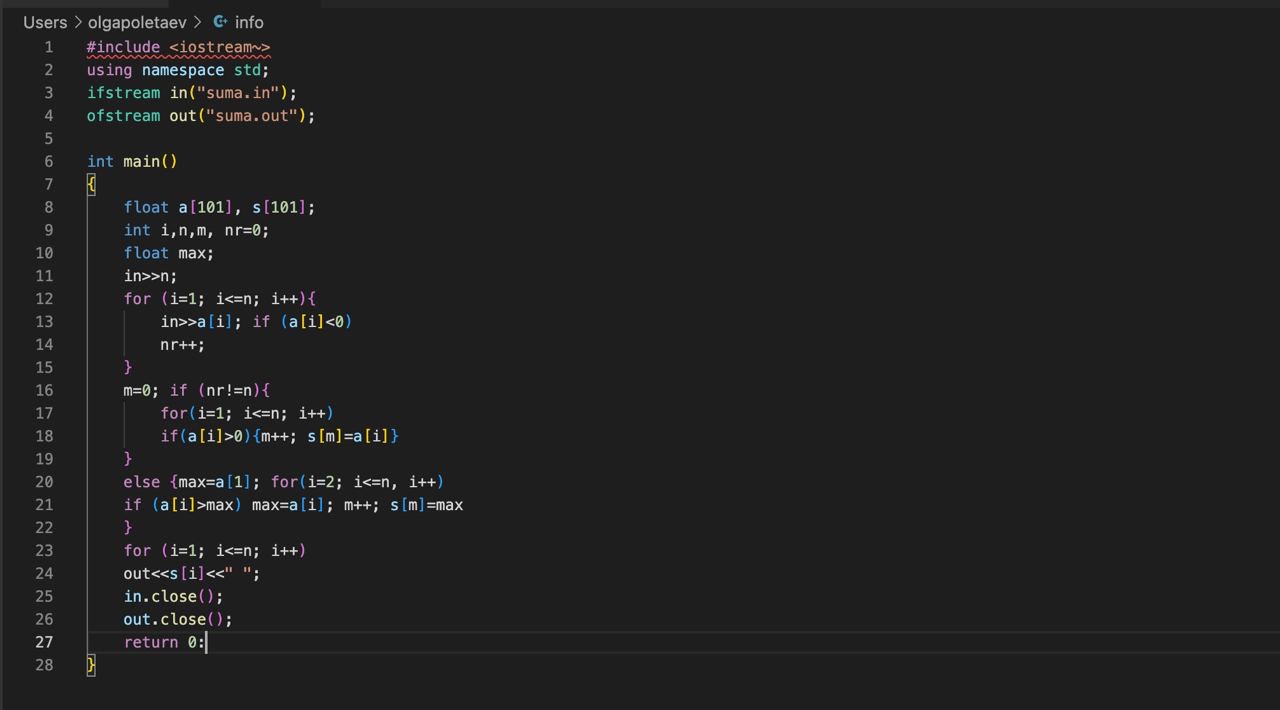 Users > olgapoletaev > info
1 #include <iostream~>
2 using namespace std;
3 ifstream in("suma.in");
4 ofstream out("suma.out");
5
6 int main()
7 {
8 float a[101], s[101];
9 int i,n,m, nr=0;
10 float max;
11 in>>n;
12 for (i=1; i<=n; i++){
13 in>>a[i]; if (a[i]<0)
14 nr++;
15 }
16 m=0; if (nr!=n){
17 for(i=1; i<=n; i++)
18 if(a[i]>0){m++; s[m]=a[i]}
19 }
20 else {max=a[1]; for(i=2; i<=n, i++)
21 if (a[i]>max) max=a[i]; m++; s[m]=max
22 }
23 for (i=1; i<=n; i++)
24 out<<s[i]<<" ";
25 in.close();
26 out.close();
27 return 0:
28 }